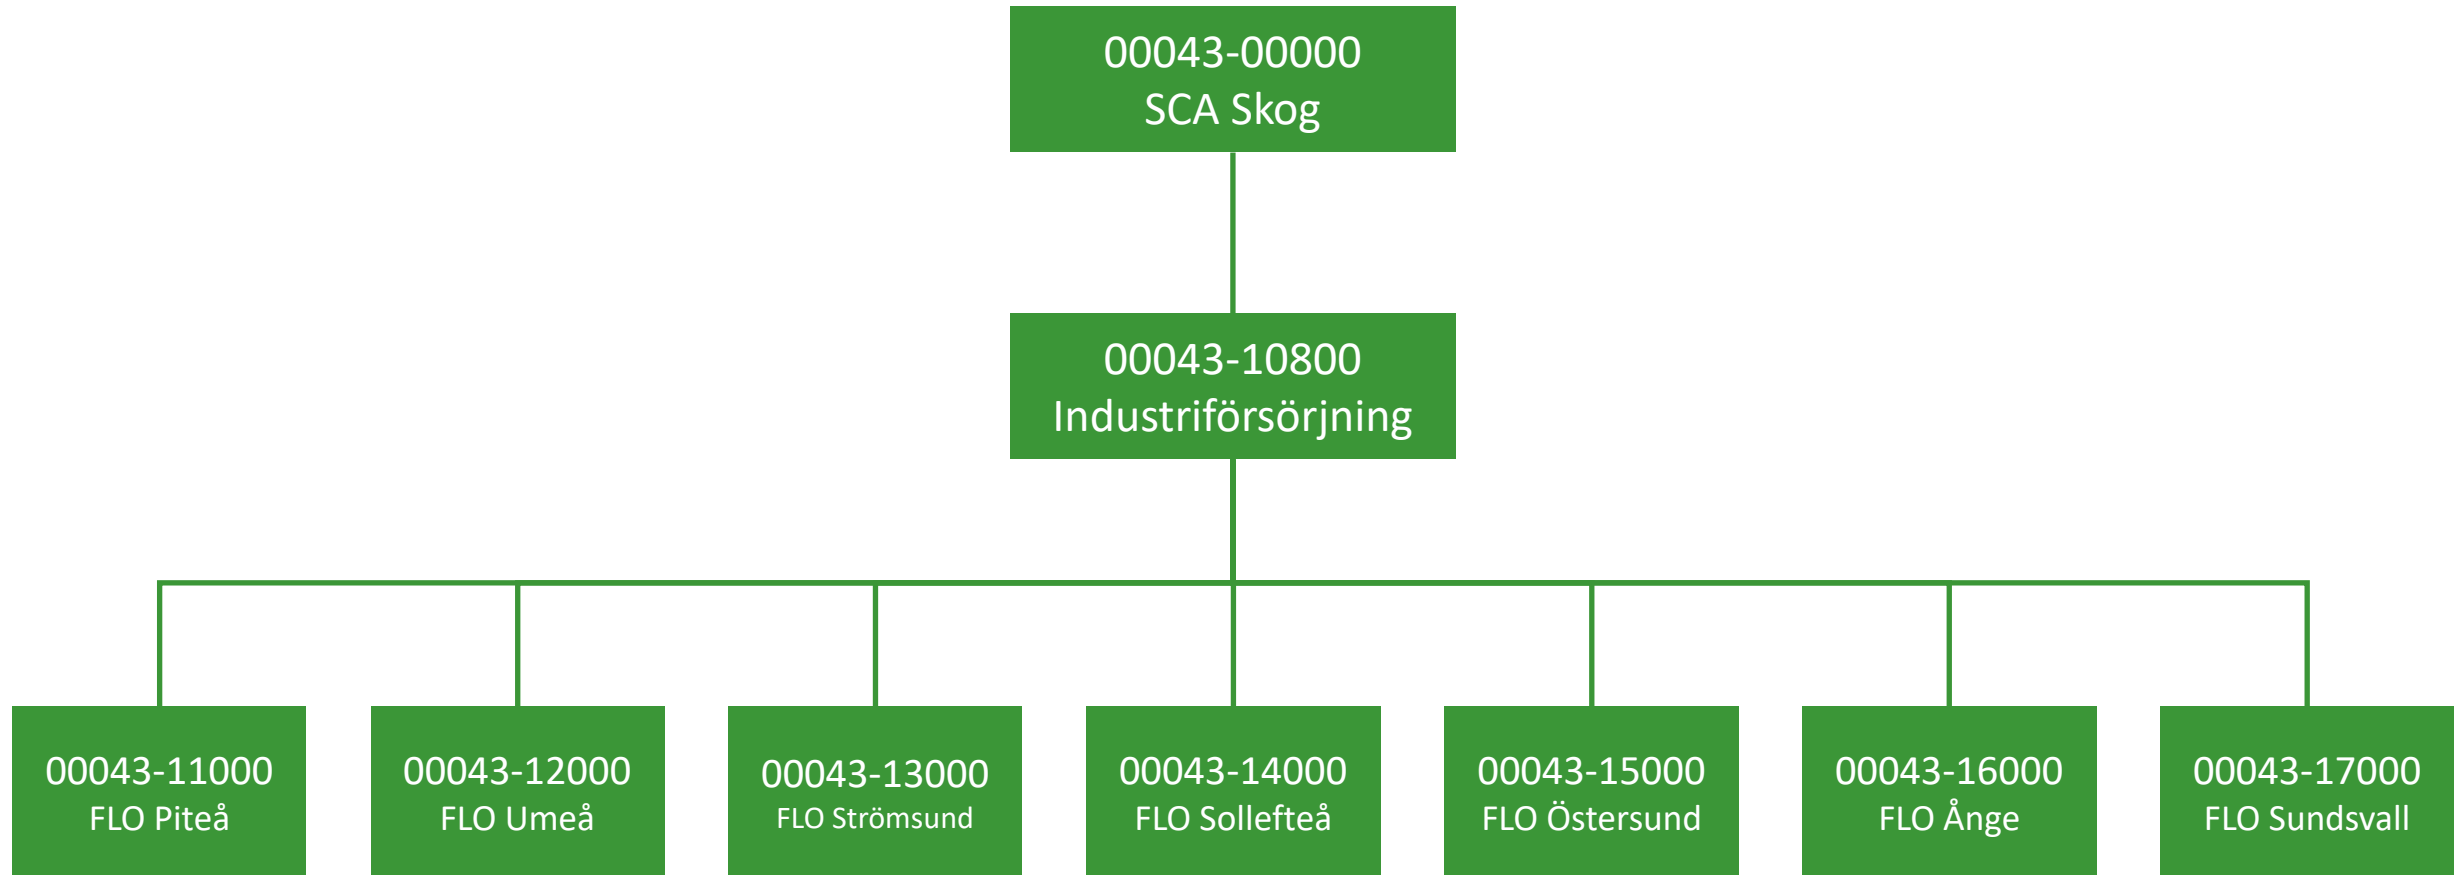 00043-00000
SCA Skog
00043-10800
Industriförsörjning
00043-11000
FLO Piteå
00043-12000
FLO Umeå
00043-13000
FLO Strömsund
00043-14000
FLO Sollefteå
00043-15000
FLO Östersund
00043-16000
FLO Ånge
00043-17000
FLO Sundsvall